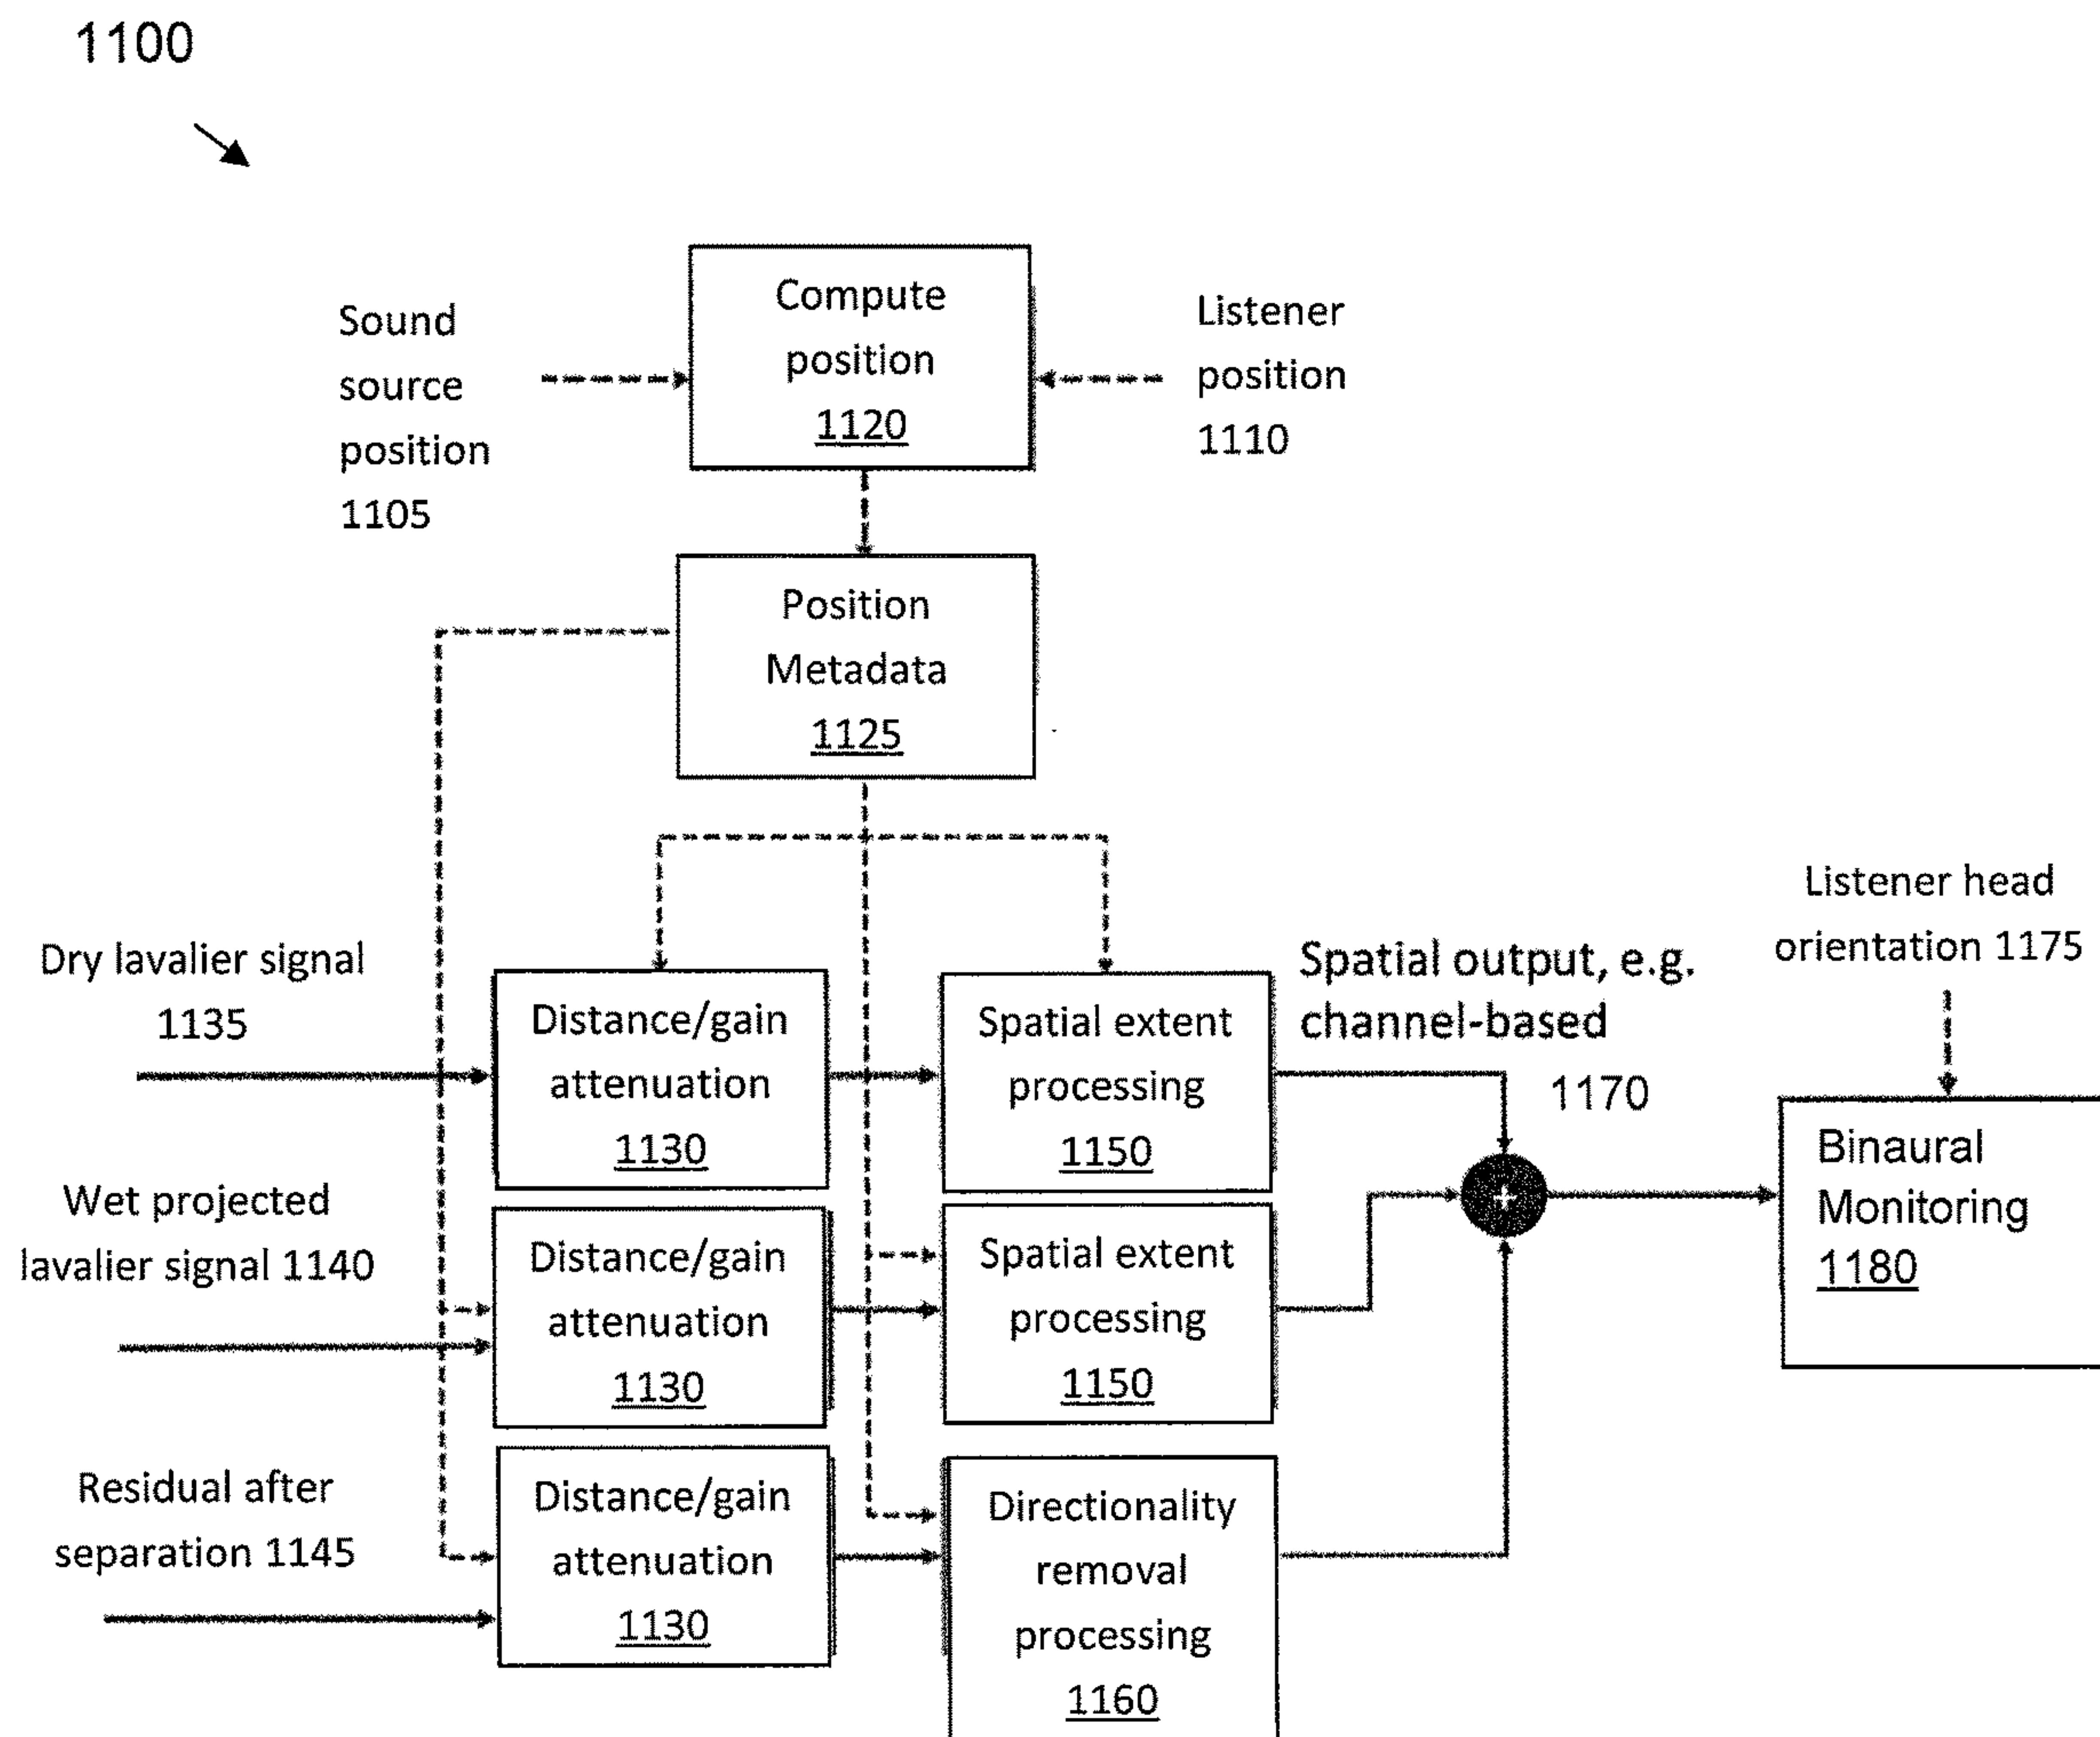 1100
Compute
position
1120
Sound
source
position
1105
Listener
position
1110
Position
Metadata
1125
Dry lavalier signal
1135
Distance/gain
attenuation
1130
Spatial extent
processing
1150
Spatial output, e.g.
channel-based
1170
Listener head
orientation 1175
Wet projected
lavalier signal 1140
Distance/gain
attenuation
1130
Spatial extent
processing
1150
+
Binaural
Monitoring
1180
Residual after
separation 1145
Distance/gain
attenuation
1130
Directionality
removal
processing
1160